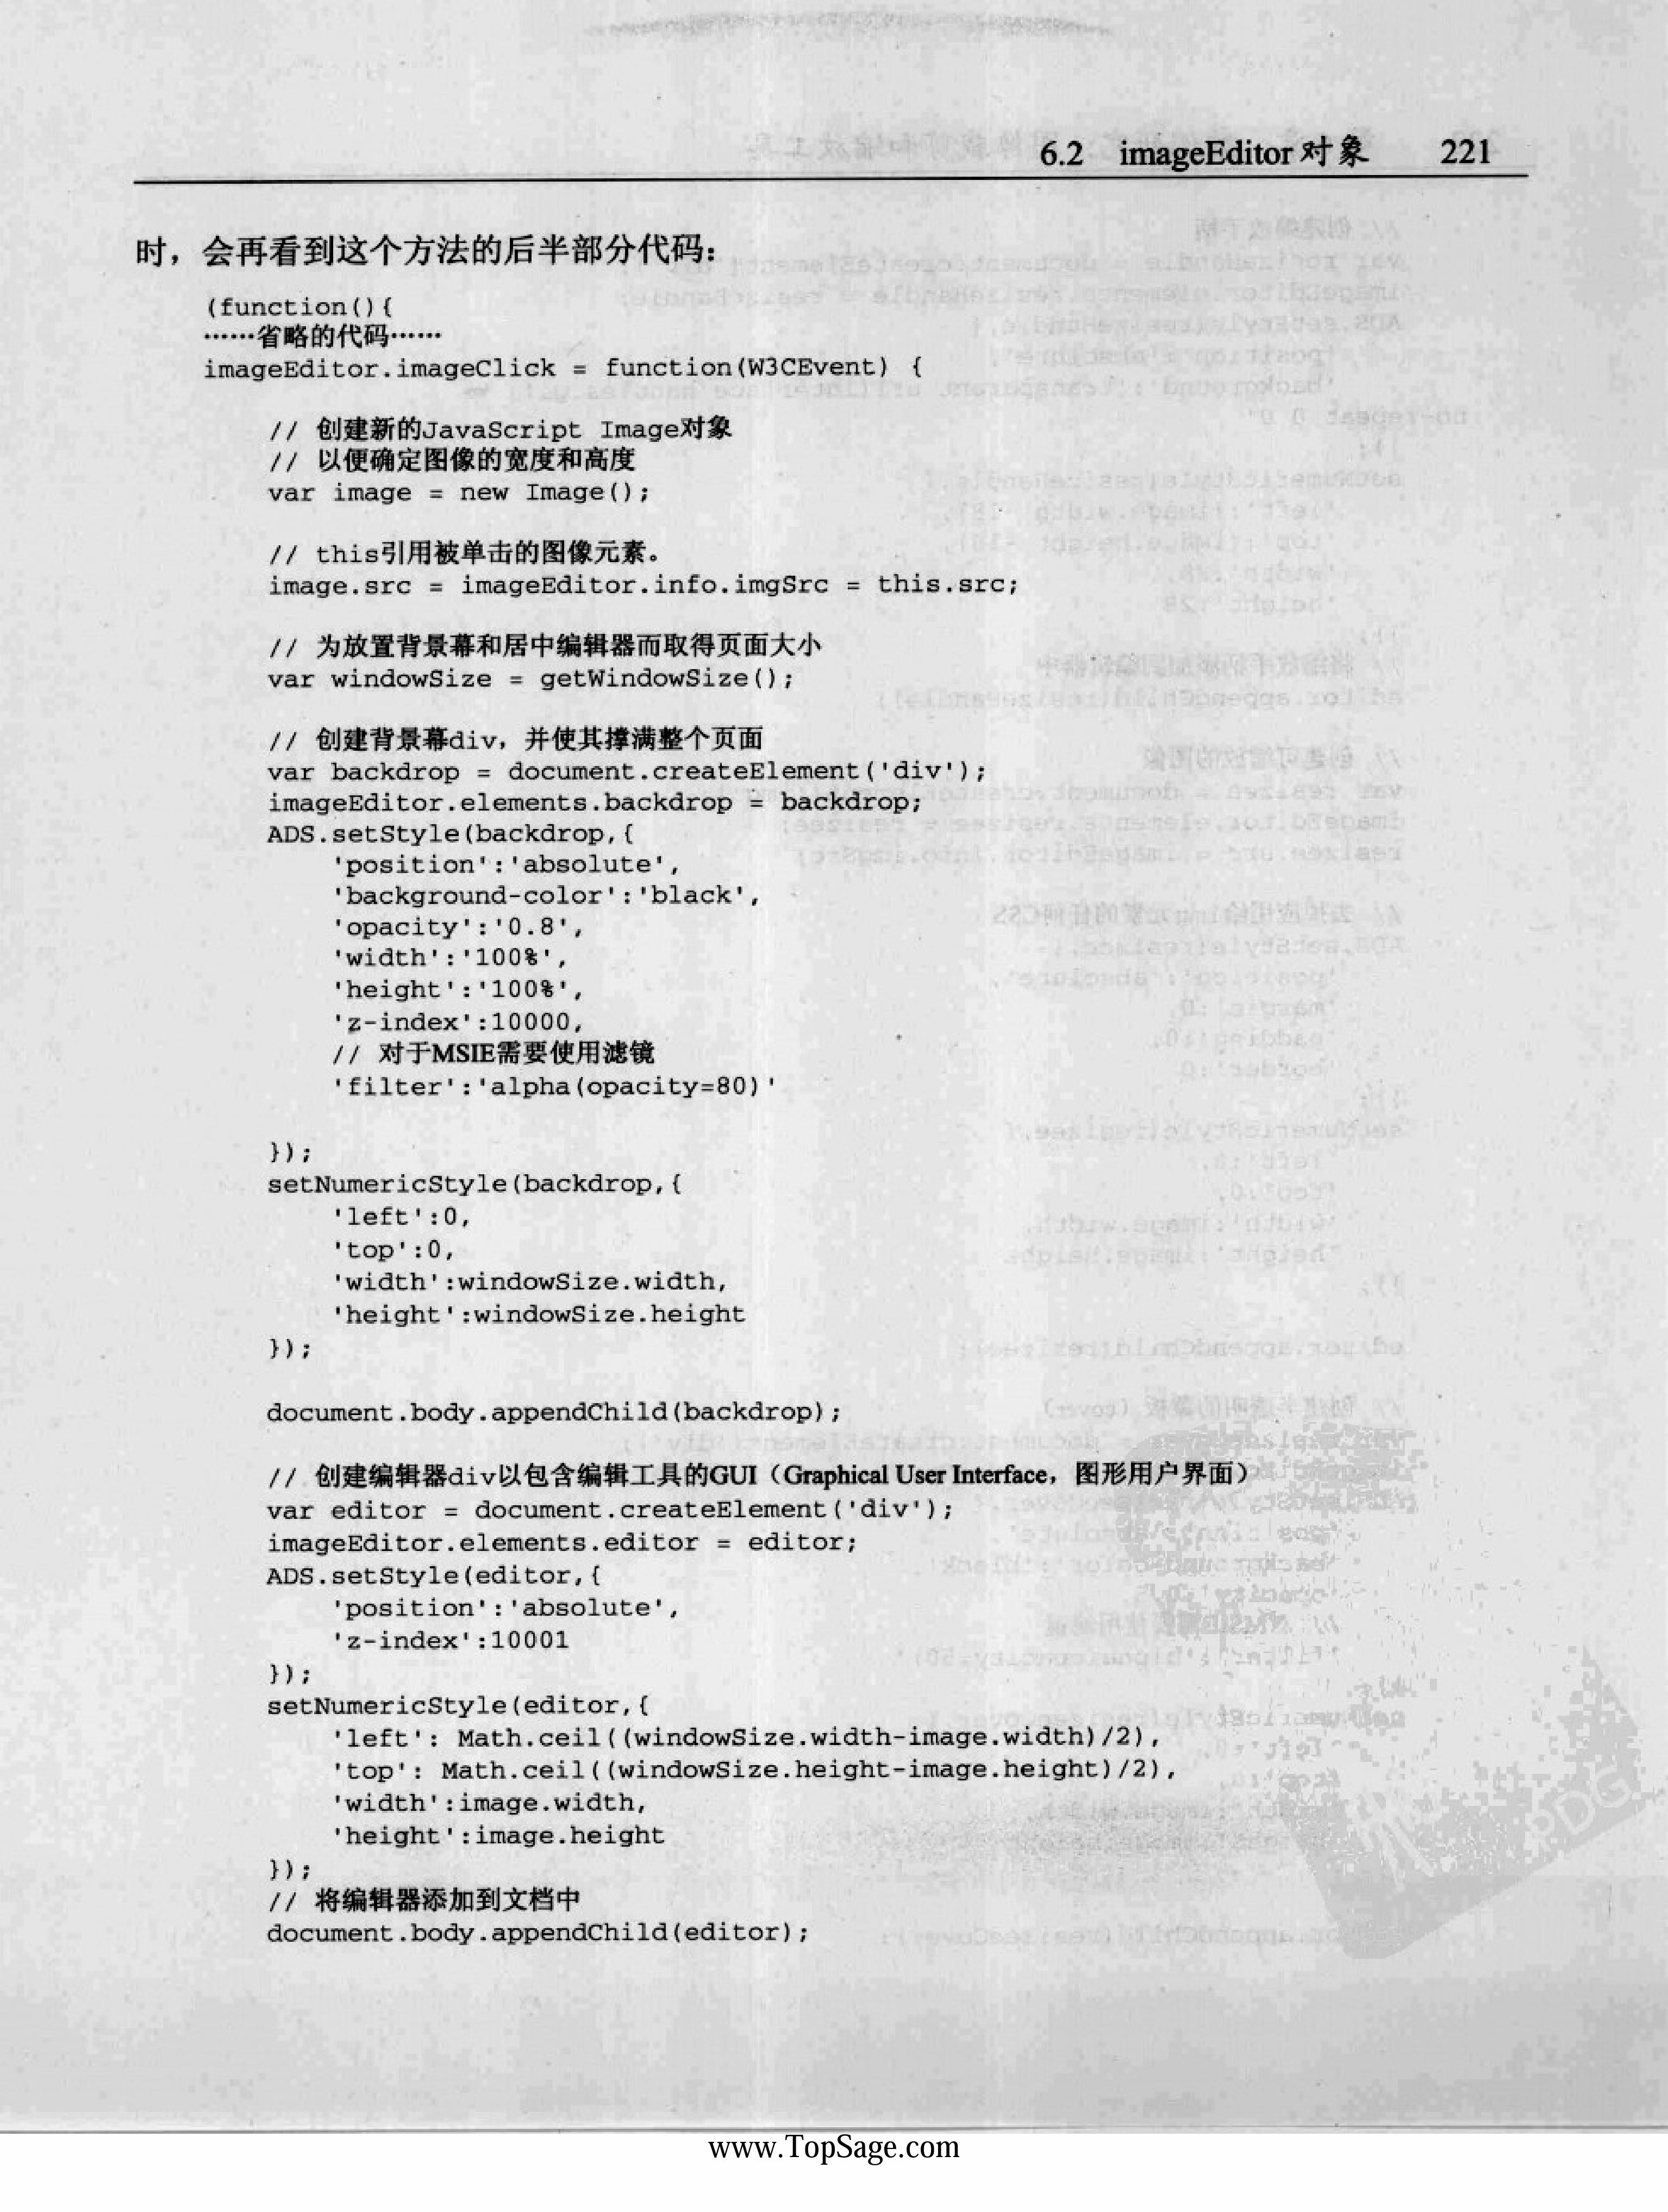 6.2 imageEditor 对象 221
时，会再看到这个方法的后半部分代码：
(function(){
……省略的代码……
imageEditor.imageClick = function(W3CEvent) {
// 创建新的JavaScript Image对象
// 以便确定图像的宽度和高度
var image = new Image();
// this引用被单击的图像元素。
image.src = imageEditor.info.imgSrc = this.src;
// 为放置背景幕和居中编辑器而取得页面大小
var windowSize = getWindowSize();
// 创建背景幕div，并使其撑满整个页面
var backdrop = document.createElement('div');
imageEditor.elements.backdrop = backdrop;
ADS.setStyle(backdrop,{
'position':'absolute',
'background-color':'black',
'opacity':'0.8',
'width':'100%',
'height':'100%',
'z-index':10000,
// 对于MSIE需要使用滤镜
'filter':'alpha(opacity=80)'
});
setNumericStyle(backdrop,{
'left':0,
'top':0,
'width':windowSize.width,
'height':windowSize.height
});
document.body.appendChild(backdrop);
// 创建编辑器div以包含编辑工具的GUI（Graphical User Interface，图形用户界面）
var editor = document.createElement('div');
imageEditor.elements.editor = editor;
ADS.setStyle(editor,{
'position':'absolute',
'z-index':10001
});
setNumericStyle(editor,{
'left': Math.ceil((windowSize.width-image.width)/2),
'top': Math.ceil((windowSize.height-image.height)/2),
'width':image.width,
'height':image.height
});
// 将编辑器添加到文档中
document.body.appendChild(editor);
PDG
www.TopSage.com